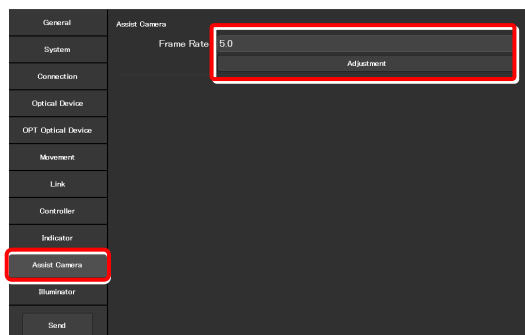 General
System
Connection
Optical Device
OPT Optical Device
Movement
Link
Controller
Indicator
Assist Camera
Illuminator
Send
Assist Camera
Frame Rate 5.0
Adjustment